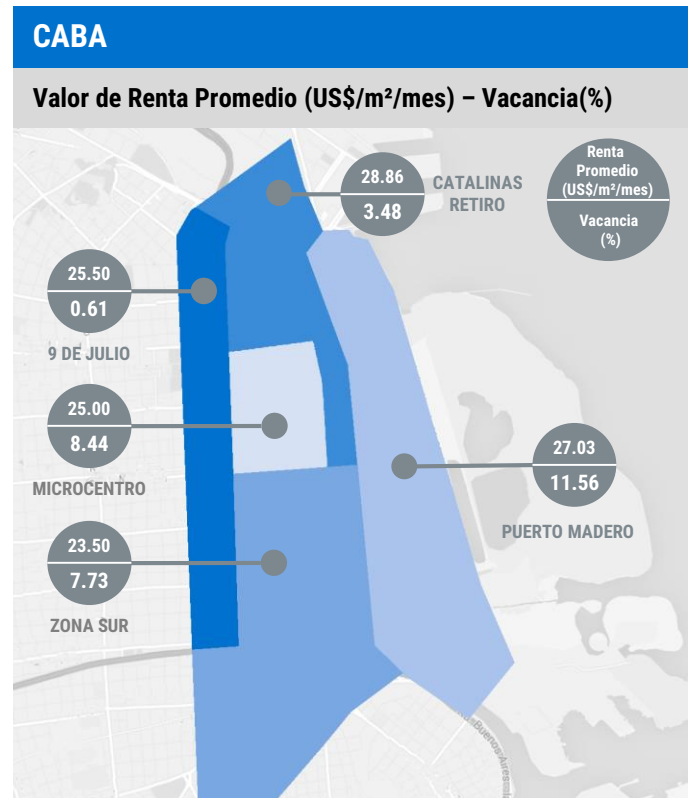 CABA
Valor de Renta Promedio (US$/m²/mes) – Vacancia(%)
Renta
Promedio
(US$/m²/mes)
Vacancia
(%)
28.86
3.48
CATALINAS
RETIRO
25.50
0.61
9 DE JULIO
25.00
8.44
MICROCENTRO
27.03
11.56
PUERTO MADERO
23.50
7.73
ZONA SUR
Buenos Aires